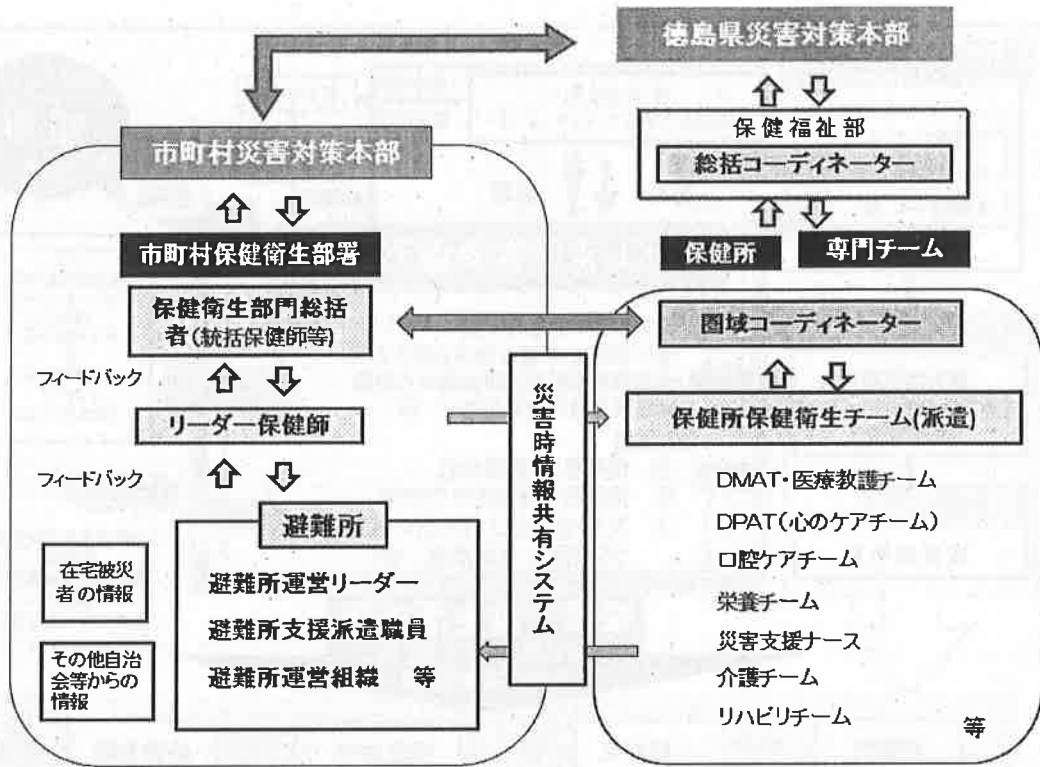 徳島県災害対策本部
保健福祉部
総括コーディネーター
保健所
専門チーム
市町村災害対策本部
市町村保健衛生部署
保健衛生部門総括
者(統括保健師等)
フィードバック
リーダー保健師
フィードバック
避難所
避難所運営リーダー
避難所支援派遣職員
避難所運営組織 等
在宅被災
者の情報
その他自治
会等からの
情報
災害時情報共有システム
圏域コーディネーター
保健所保健衛生チーム(派遣)
DMAT・医療救護チーム
DPAT(心のケアチーム)
口腔ケアチーム
栄養チーム
災害支援ナース
介護チーム
リハビリチーム
等